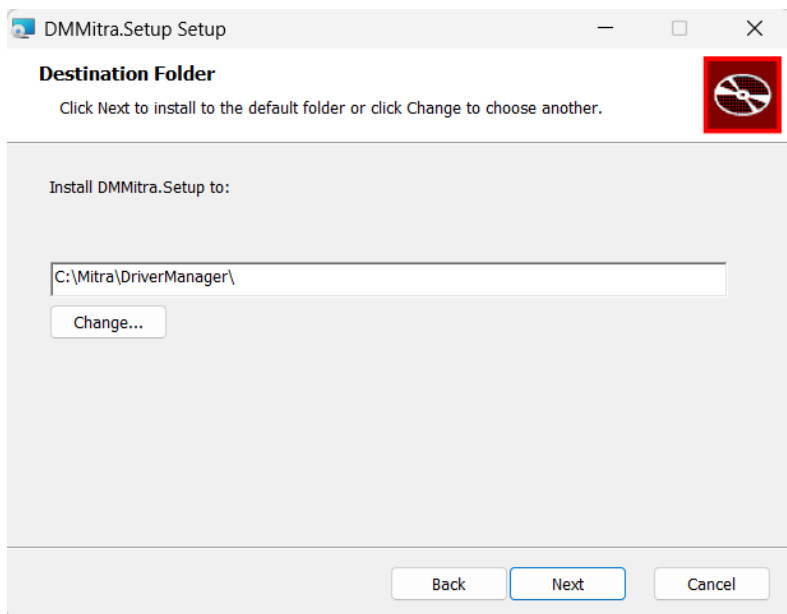 DMMitra.Setup Setup
Destination Folder
Click Next to install to the default folder or click Change to choose another.
Install DMMitra.Setup to:
C:\Mitra\DriverManager\
Change...
Back
Next
Cancel